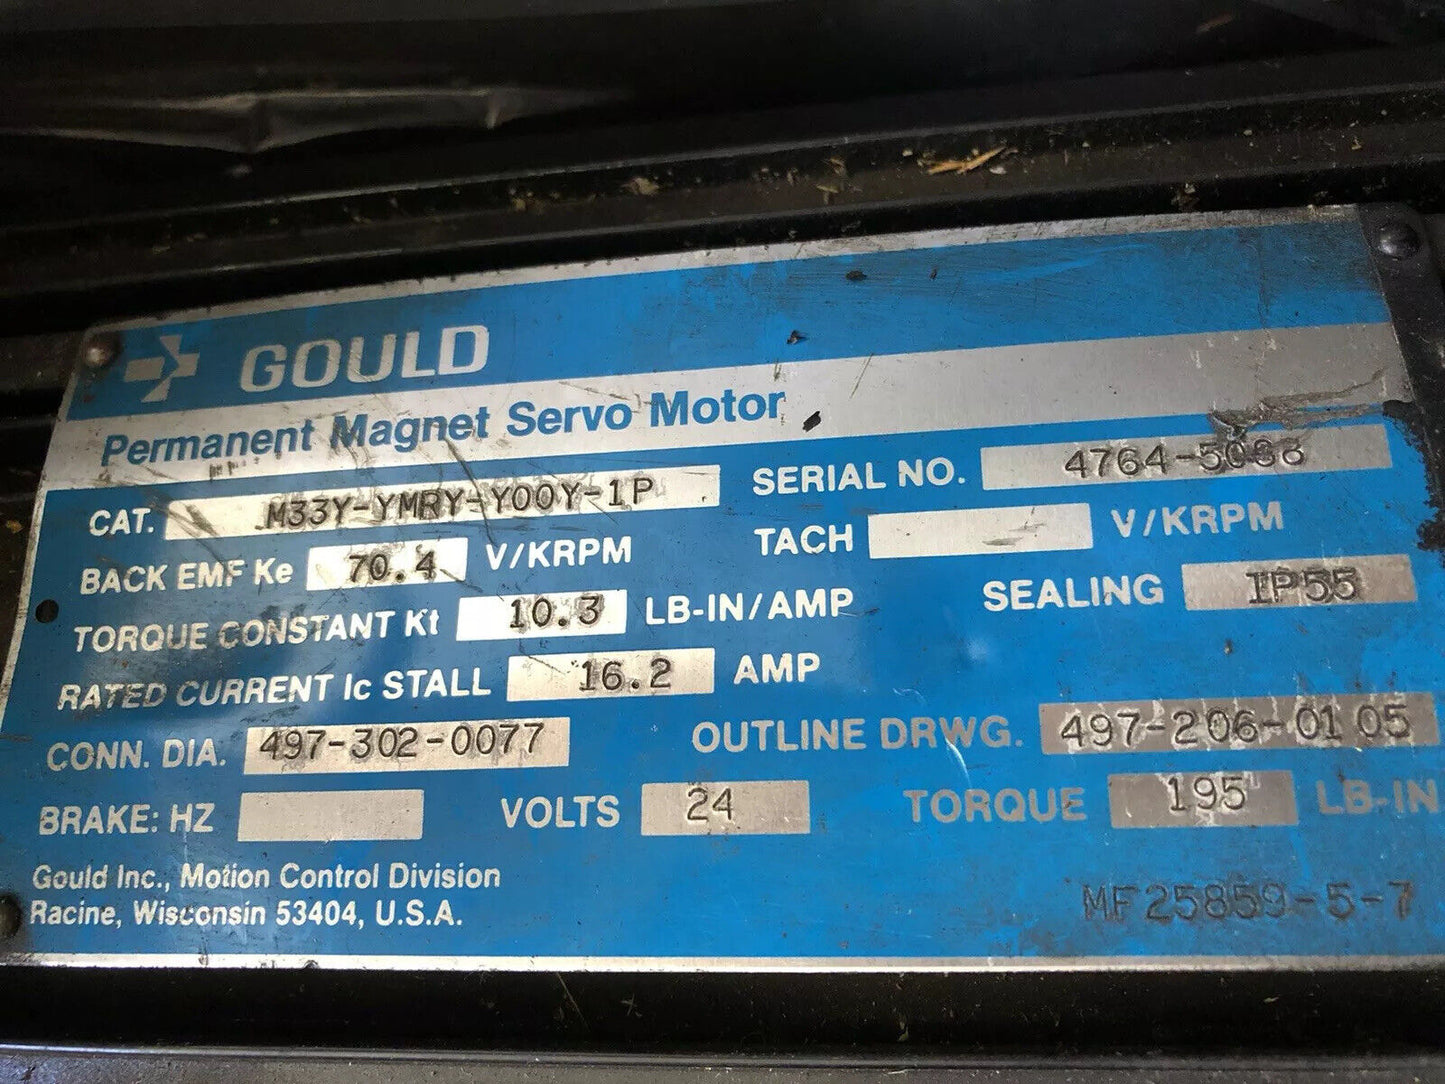 GOULD
Permanent Magnet Servo Motor
CAT. M33Y-YMRY-Y00Y-1P SERIAL NO. 4764-5088
BACK EMF Ke 70.4 V/KRPM TACH V/KRPM
TORQUE CONSTANT Kt 10.3 LB-IN/AMP SEALING IP55
RATED CURRENT Ic STALL 16.2 AMP
CONN. DIA. 497-302-0077 OUTLINE DRWG. 497-206-0105
BRAKE: HZ VOLTS 24 TORQUE 195 LB-IN
Gould Inc., Motion Control Division
Racine, Wisconsin 53404, U.S.A.
MF25859-5-7